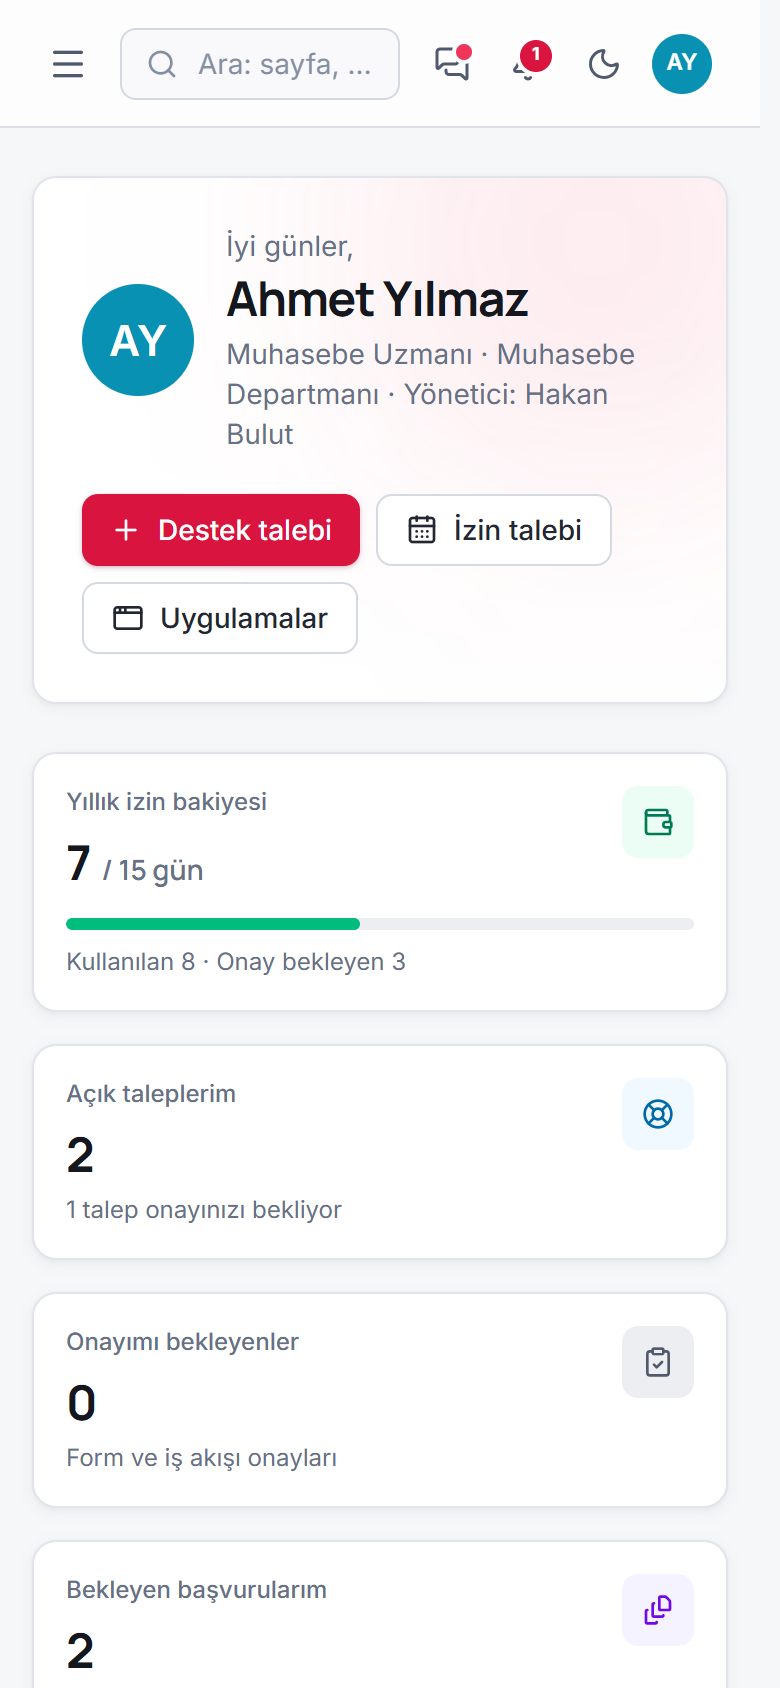 Ara: sayfa, ...
1
AY
İyi günler,
AY
Ahmet Yılmaz
Muhasebe Uzmanı · Muhasebe
Departmanı · Yönetici: Hakan
Bulut
Destek talebi
İzin talebi
Uygulamalar
Yıllık izin bakiyesi
7 / 15 gün
Kullanılan 8 · Onay bekleyen 3
Açık taleplerim
2
1 talep onayınızı bekliyor
Onayımı bekleyenler
0
Form ve iş akışı onayları
Bekleyen başvurularım
2